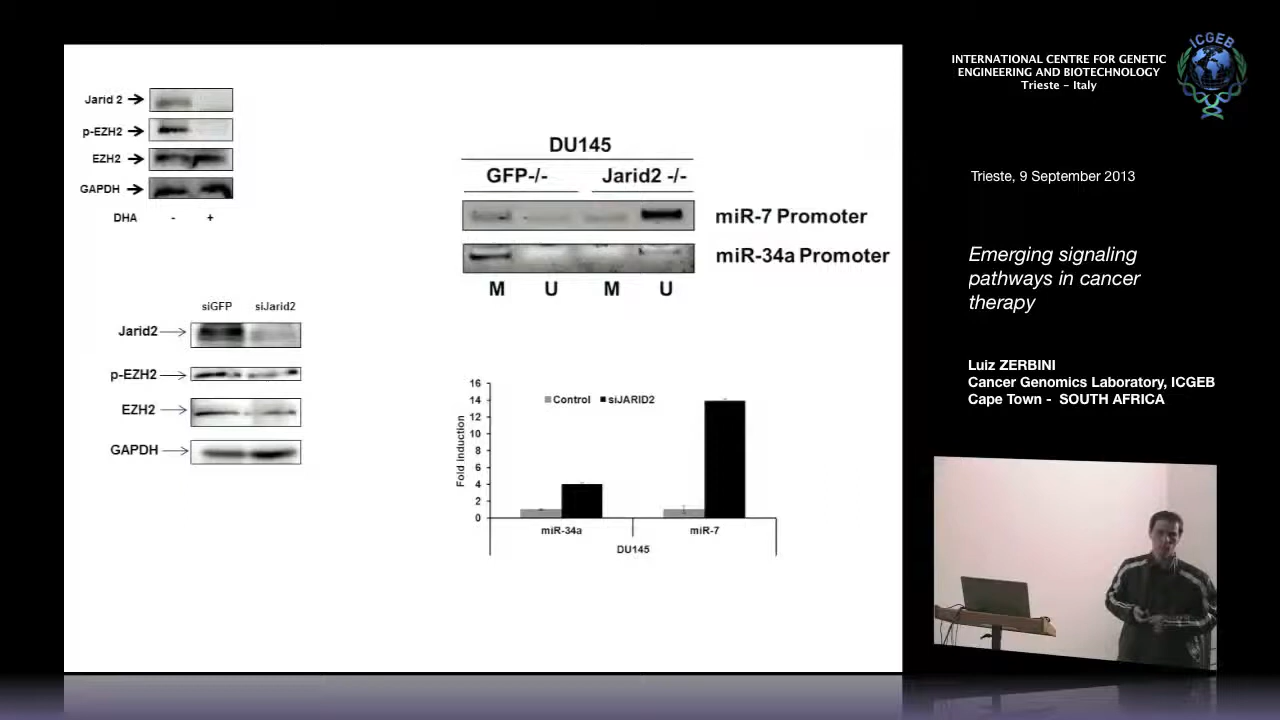 Jarid 2
p-EZH2
EZH2
GAPDH
DHA - +
siGFP siJarid2
Jarid2
p-EZH2
EZH2
GAPDH
DU145
GFP-/- Jarid2 -/-
miR-7 Promoter
miR-34a Promoter
M U M U
16
14
12
10
8
6
4
2
0
Fold induction
Control siJARID2
miR-34a miR-7
DU145
INTERNATIONAL CENTRE FOR GENETIC
ENGINEERING AND BIOTECHNOLOGY
Trieste - Italy
ICGEB
Trieste, 9 September 2013
Emerging signaling
pathways in cancer
therapy
Luiz ZERBINI
Cancer Genomics Laboratory, ICGEB
Cape Town - SOUTH AFRICA